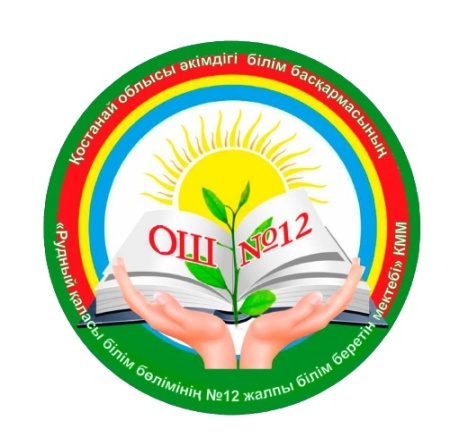 Қостанай облысы әкімдігі білім басқармасының
«Рудный қаласы білім бөлімінің №12 жалпы білім беретін мектебі» КММ
ОШ №12